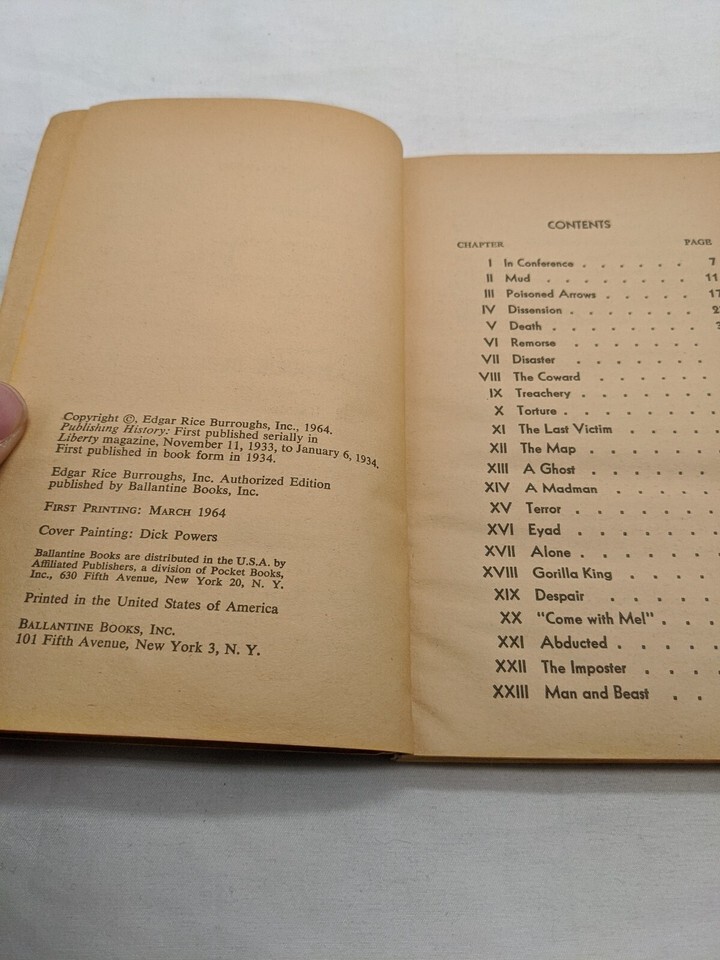 Copyright ©, Edgar Rice Burroughs, Inc., 1964.
Publishing History: First published serially in
Liberty magazine, November 11, 1933, to January 6, 1934.
First published in book form in 1934.
Edgar Rice Burroughs, Inc. Authorized Edition
published by Ballantine Books, Inc.
FIRST PRINTING: MARCH 1964
Cover Painting: Dick Powers
Ballantine Books are distributed in the U.S.A. by
Affiliated Publishers, a division of Pocket Books,
Inc., 630 Fifth Avenue, New York 20, N. Y.
Printed in the United States of America
BALLANTINE BOOKS, INC.
101 Fifth Avenue, New York 3, N. Y.
CONTENTS
CHAPTER PAGE
I In Conference . . . . . . 7
II Mud . . . . . . . 11
III Poisoned Arrows . . . . . 17
IV Dissension . . . . . . 
V Death . . . . . . . 
VI Remorse . . . . . .
VII Disaster . . . . . .
VIII The Coward . . . . .
IX Treachery . . . . . .
X Torture . . . . . .
XI The Last Victim . . . .
XII The Map . . . . .
XIII A Ghost . . . . .
XIV A Madman . . . . .
XV Terror . . . . . .
XVI Eyad . . . . . .
XVII Alone . . . . . .
XVIII Gorilla King . . . .
XIX Despair . . . . .
XX "Come with Me!" . . .
XXI Abducted . . . .
XXII The Imposter . . . .
XXIII Man and Beast . .